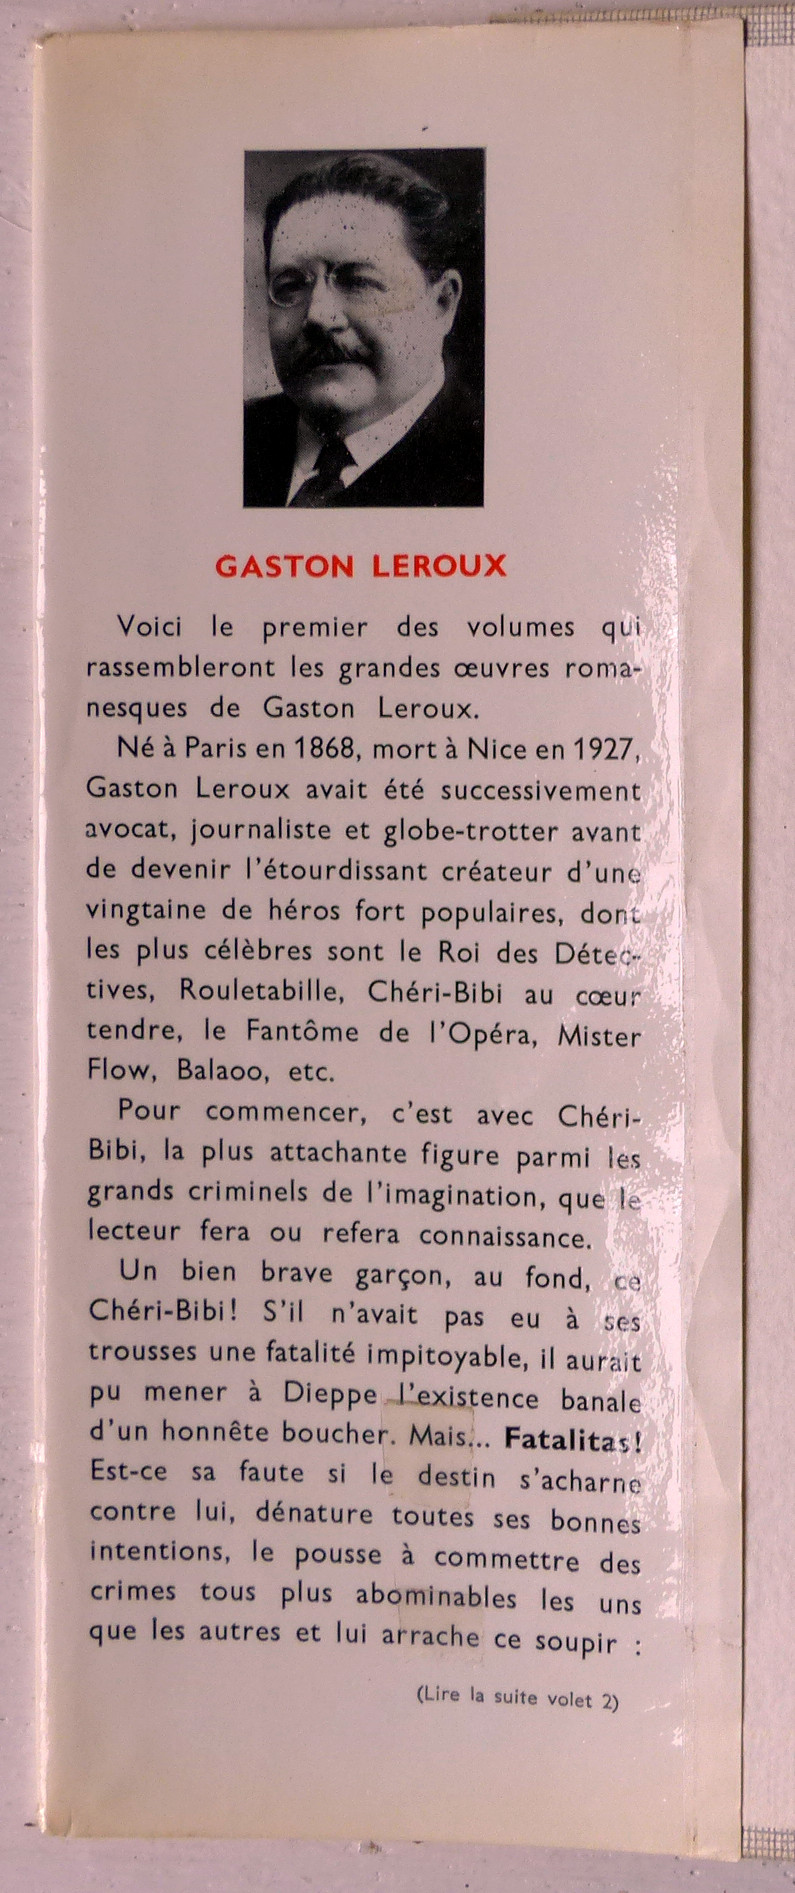 GASTON LEROUX
Voici le premier des volumes qui
rassembleront les grandes œuvres roma-
nesques de Gaston Leroux.
Né à Paris en 1868, mort à Nice en 1927,
Gaston Leroux avait été successivement
avocat, journaliste et globe-trotter avant
de devenir l'étourdissant créateur d'une
vingtaine de héros fort populaires, dont
les plus célèbres sont le Roi des Détec-
tives, Rouletabille, Chéri-Bibi au cœur
tendre, le Fantôme de l'Opéra, Mister
Flow, Balaoo, etc.
Pour commencer, c'est avec Chéri-
Bibi, la plus attachante figure parmi les
grands criminels de l'imagination, que le
lecteur fera ou refera connaissance.
Un bien brave garçon, au fond, ce
Chéri-Bibi! S'il n'avait pas eu à ses
trousses une fatalité impitoyable, il aurait
pu mener à Dieppe l'existence banale
d'un honnête boucher. Mais... Fatalitas!
Est-ce sa faute si le destin s'acharne
contre lui, dénature toutes ses bonnes
intentions, le pousse à commettre des
crimes tous plus abominables les uns
que les autres et lui arrache ce soupir :
(Lire la suite volet 2)